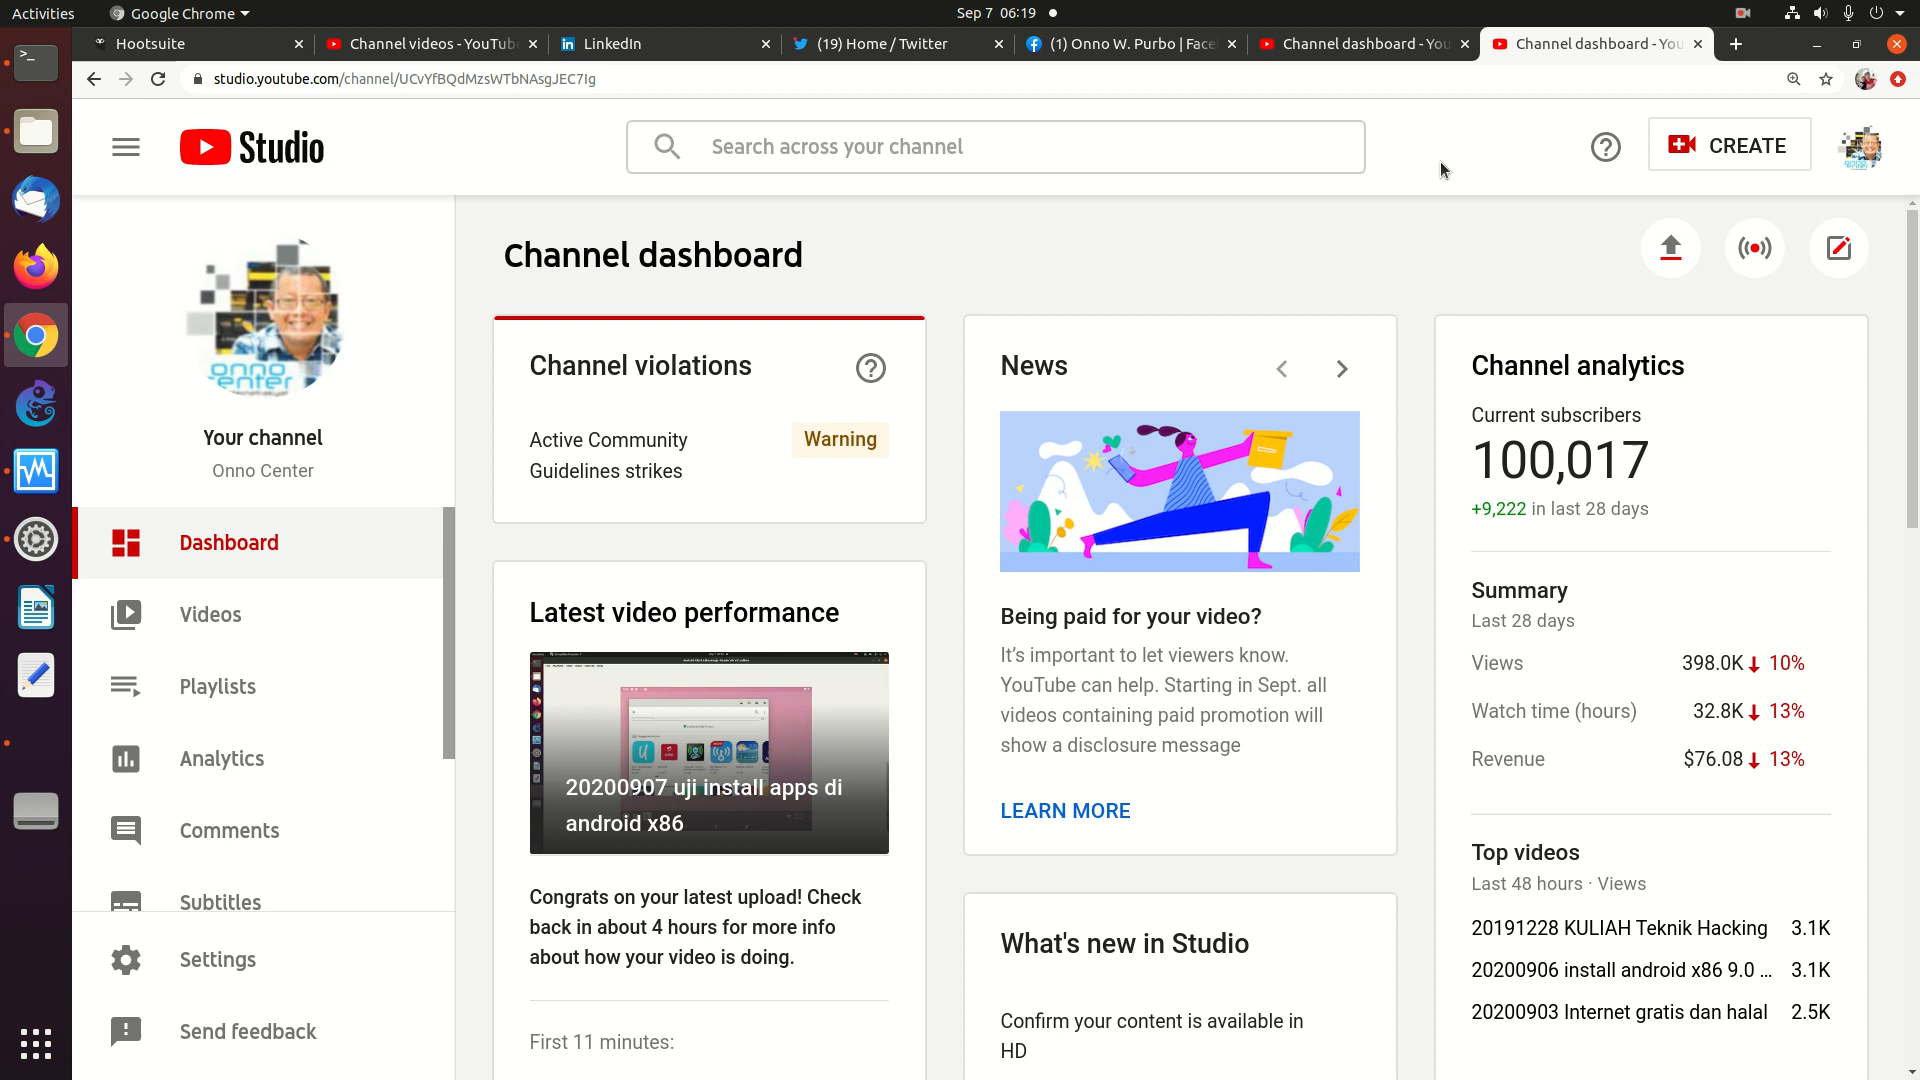 Activities
Google Chrome
Sep 7 06:19
Hootsuite
Channel videos - YouTub
LinkedIn
(19) Home / Twitter
(1) Onno W. Purbo | Face
Channel dashboard - You
Channel dashboard - You
studio.youtube.com/channel/UCvYfBQdMzsWTbNAsgJEC7Ig
Studio
Search across your channel
CREATE
onno
center
Your channel
Onno Center
Dashboard
Videos
Playlists
Analytics
Comments
Subtitles
Settings
Send feedback
Channel dashboard
Channel violations
Active Community
Guidelines strikes
Warning
Latest video performance
20200907 uji install apps di
android x86
Congrats on your latest upload! Check
back in about 4 hours for more info
about how your video is doing.
First 11 minutes:
News
Being paid for your video?
It's important to let viewers know.
YouTube can help. Starting in Sept. all
videos containing paid promotion will
show a disclosure message
LEARN MORE
What's new in Studio
Confirm your content is available in
HD
Channel analytics
Current subscribers
100,017
+9,222 in last 28 days
Summary
Last 28 days
Views 398.0K 10%
Watch time (hours) 32.8K 13%
Revenue $76.08 13%
Top videos
Last 48 hours · Views
20191228 KULIAH Teknik Hacking 3.1K
20200906 install android x86 9.0 ... 3.1K
20200903 Internet gratis dan halal 2.5K